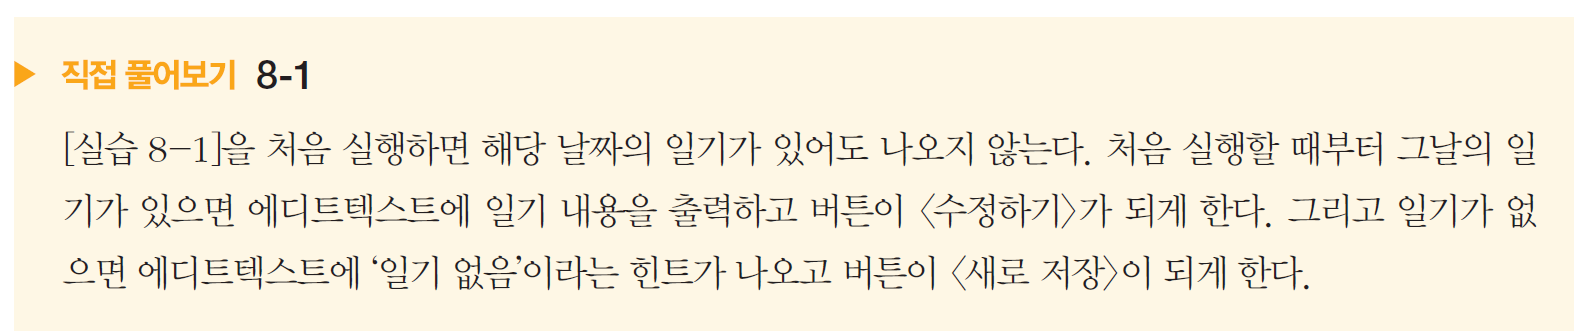 직접 풀어보기 8-1
[실습 8-1]을 처음 실행하면 해당 날짜의 일기가 있어도 나오지 않는다. 처음 실행할 때부터 그날의 일
기가 있으면 에디트텍스트에 일기 내용을 출력하고 버튼이 〈수정하기〉가 되게 한다. 그리고 일기가 없
으면 에디트텍스트에 ‘일기 없음’이라는 힌트가 나오고 버튼이 〈새로 저장〉이 되게 한다.